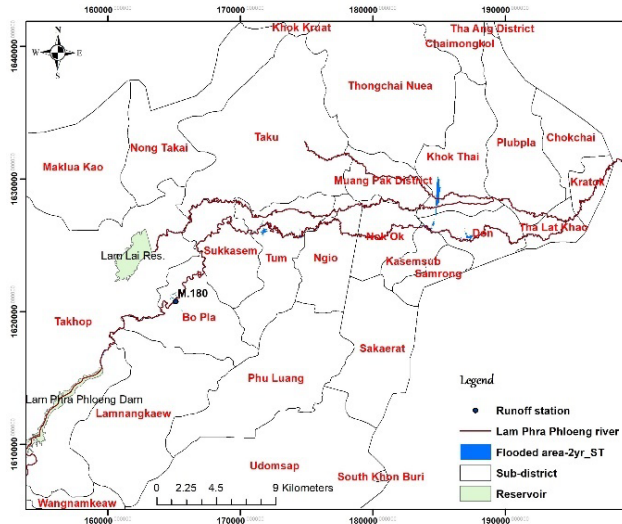 160000 170000 180000 190000
1640000
1630000
1620000
1610000
N
W E
S
Khok Kruat
Tha Ang District
Chaimongkol
Thongchai Nuea
Nong Takai
Taku
Plubpla
Chokchai
Maklua Kao
Khok Thai
Muang Pak District
Kratok
Sukkasem
Nok Ok
Don
Tha Lat Khao
Lam Lai Res.
Tum
Ngio
Kasemsub
Samrong
M.180
Takhop
Bo Pla
Sakaerat
Phu Luang
Lam Phra Phloeng Dam
Lamnangkaew
Udomsap
South Khon Buri
Wangnamkeaw
0 2.25 4.5 9 Kilometers
Legend
Runoff station
Lam Phra Phloeng river
Flooded area-2yr_ST
Sub-district
Reservoir
160000 170000 180000 190000